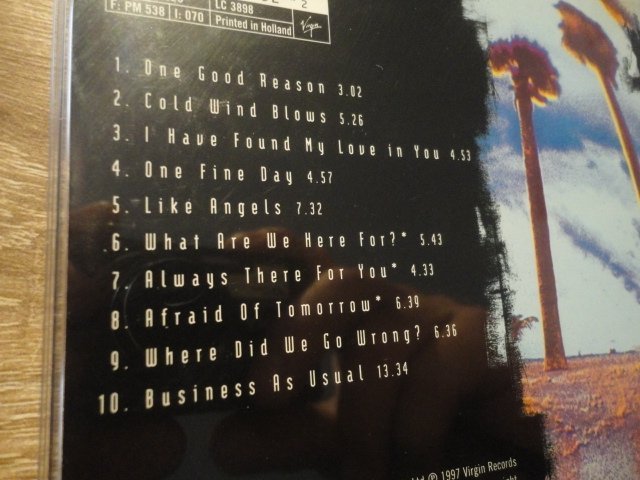 F: PM 538 I: 070
LC 3898
Printed in Holland
Virgin
1. One Good Reason 3.02
2. Cold Wind Blows 5.26
3. I Have Found My Love in You 4.53
4. One Fine Day 4.57
5. Like Angels 7.32
6. What Are We Here For?* 5.43
7. Always There For You* 4.33
8. Afraid Of Tomorrow* 6.39
9. Where Did We Go Wrong? 6.36
10. Business As Usual 13.34
℗ 1997 Virgin Records